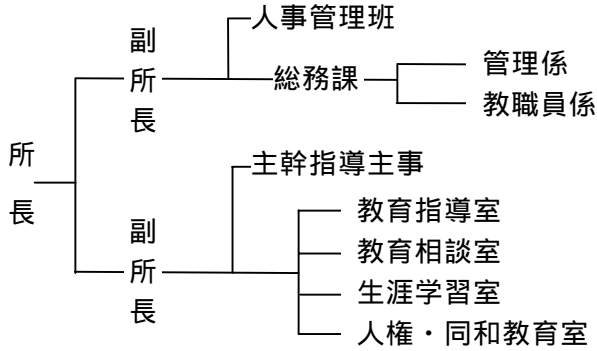 所長
副所長
人事管理班
総務課
管理係
教職員係
副所長
主幹指導主事
教育指導室
教育相談室
生涯学習室
人権・同和教育室